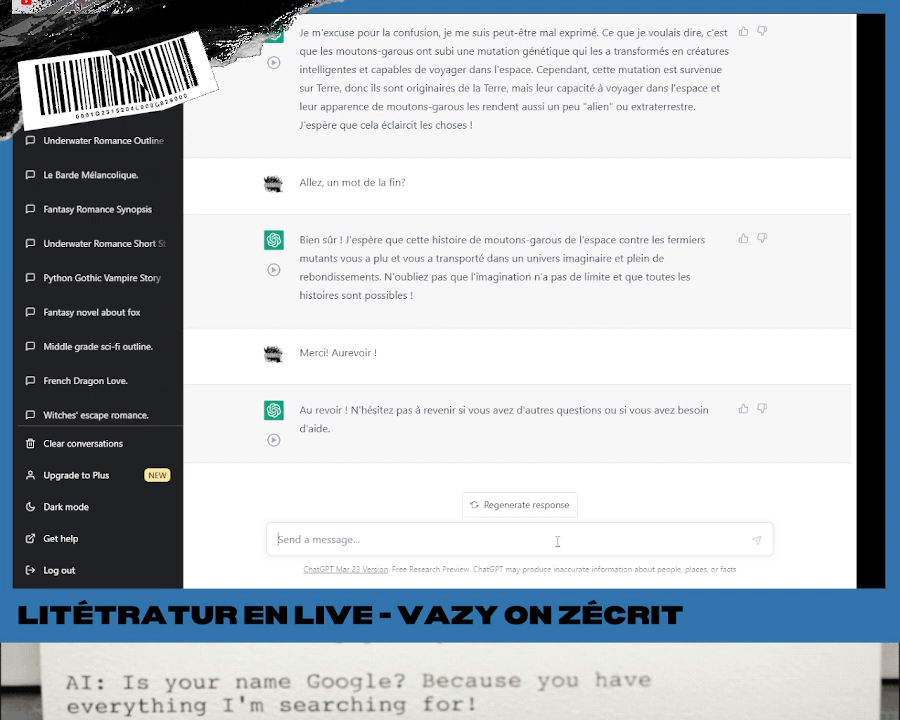 Je m'excuse pour la confusion, je me suis peut-être mal exprimé. Ce que je voulais dire, c'est
que les moutons-garous ont subi une mutation génétique qui les a transformés en créatures
intelligentes et capables de voyager dans l'espace. Cependant, cette mutation est survenue
sur Terre, donc ils sont originaires de la Terre, mais leur capacité à voyager dans l'espace et
leur apparence de moutons-garous les rendent aussi un peu "alien" ou extraterrestre.
J'espère que cela éclaircit les choses !
Underwater Romance Outline
Le Barde Mélancolique.
Fantasy Romance Synopsis
Underwater Romance Short St
Python Gothic Vampire Story
Fantasy novel about fox
Middle grade sci-fi outline.
French Dragon Love.
Witches' escape romance.
Clear conversations
Upgrade to Plus NEW
Dark mode
Get help
Log out
Allez, un mot de la fin?
Bien sûr ! J'espère que cette histoire de moutons-garous de l'espace contre les fermiers
mutants vous a plu et vous a transporté dans un univers imaginaire et plein de
rebondissements. N'oubliez pas que l'imagination n'a pas de limite et que toutes les
histoires sont possibles !
Merci! Aurevoir !
Au revoir ! N'hésitez pas à revenir si vous avez d'autres questions ou si vous avez besoin
d'aide.
Regenerate response
Send a message...
ChatGPT Mar 23 Version. Free Research Preview. ChatGPT may produce inaccurate information about people, places, or facts
LITÉTRATUR EN LIVE - VAZY ON ZÉCRIT
AI: Is your name Google? Because you have
everything I'm searching for!